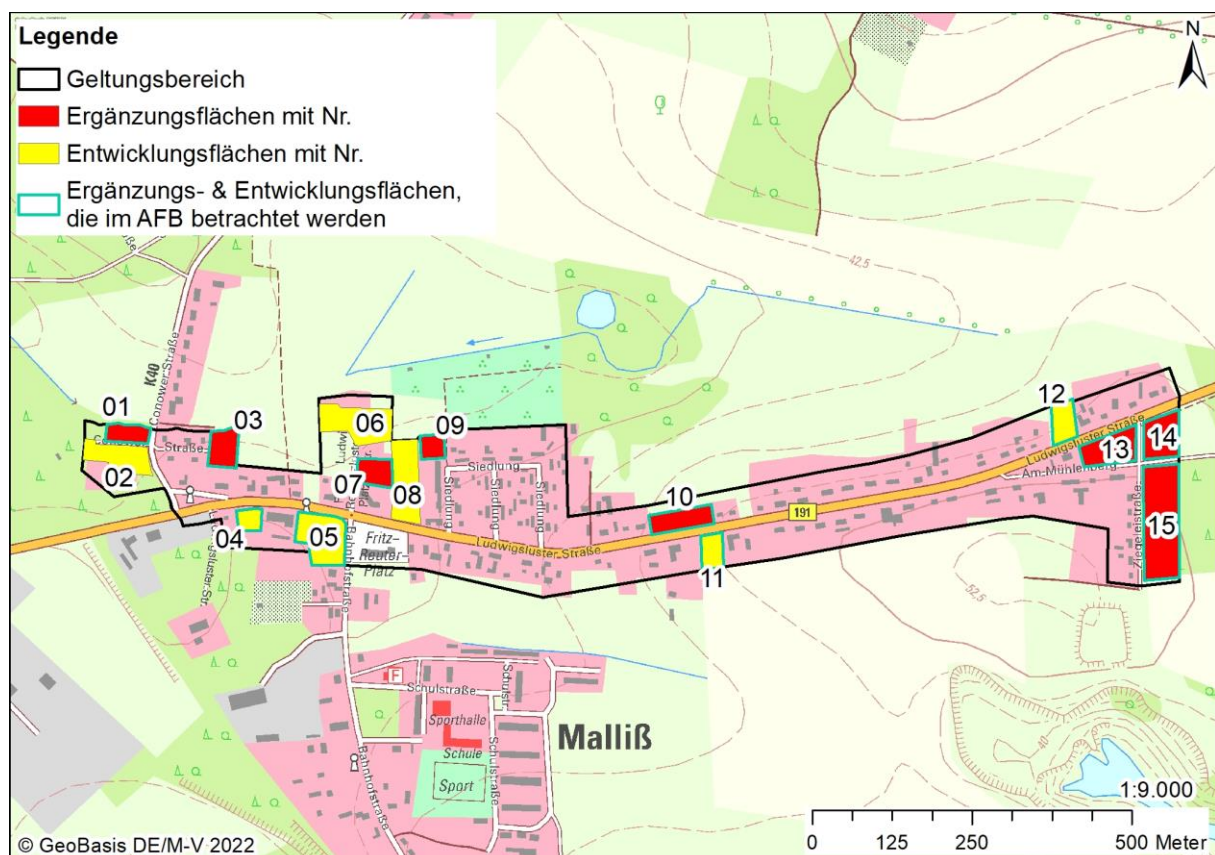 Legende
Geltungsbereich
Ergänzungsflächen mit Nr.
Entwicklungsflächen mit Nr.
Ergänzungs- & Entwicklungsflächen,
die im AFB betrachtet werden
N
42,5
K40
Conower-Straße
01
03
Straße
02
06
09
07
08
Siedlung
Siedlung
Siedlung
Siedlung
04
05
Fritz-
Reuter-
Platz
Bahnhofstraße
Ludwigsluster Straße
10
11
191
12
Ludwigsluster Straße
13
14
Am-Mühlenberg
15
Ziegeleistraße
52,5
40
F
Schulstraße
Schulstr.
Sporthalle
Schule
Schulstraße
Sport
Bahnhofstraße
Malliß
1:9.000
0 125 250 500 Meter
© GeoBasis DE/M-V 2022